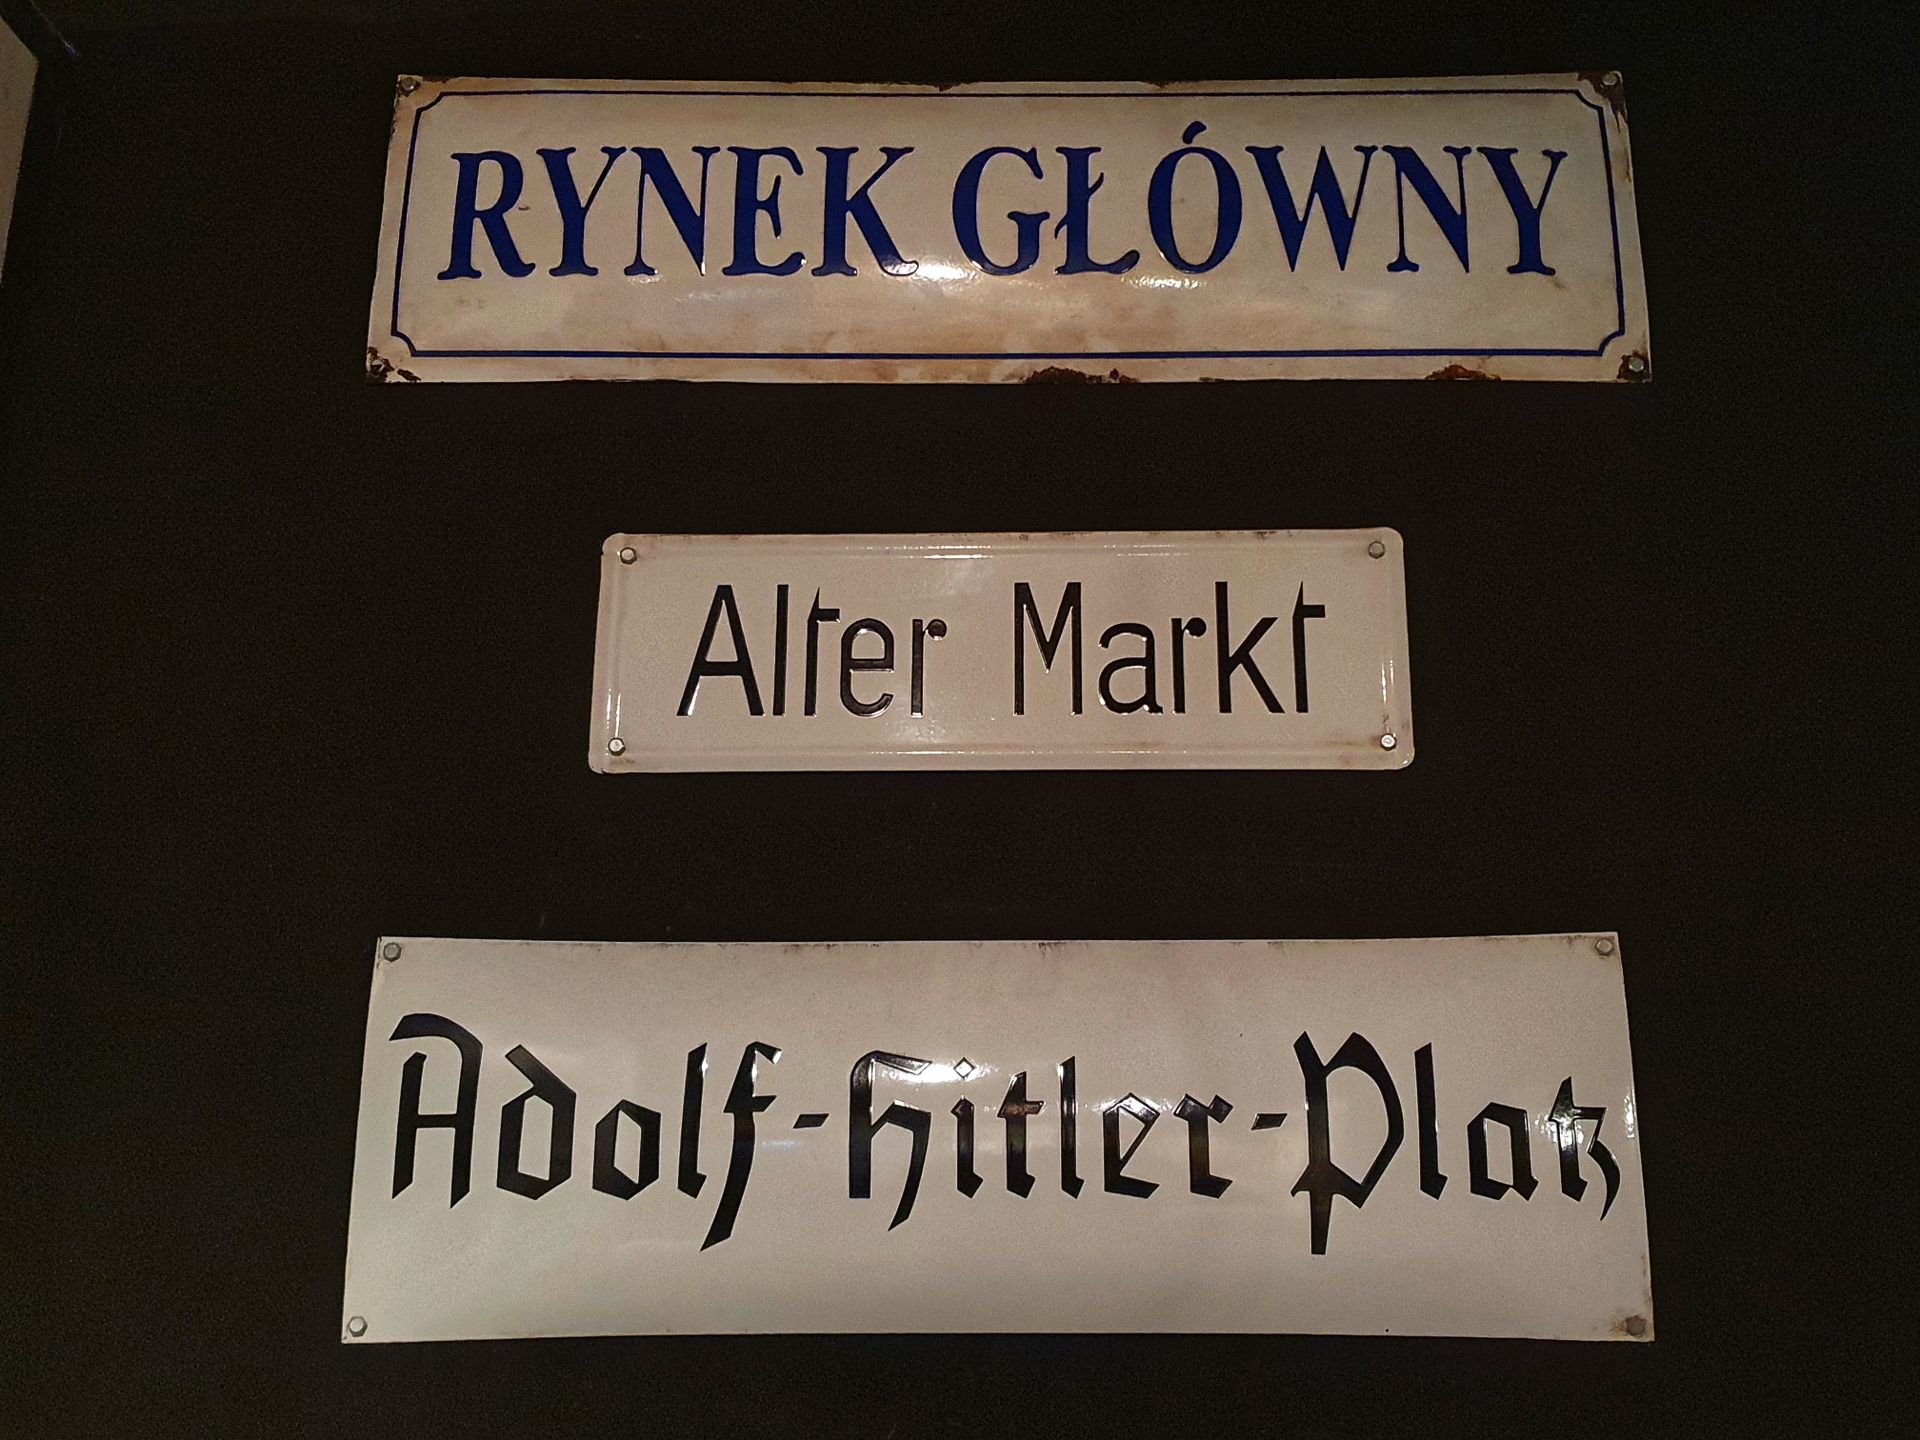 RYNEK GŁÓWNY
Alter Markt
Adolf-Hitler-Platz